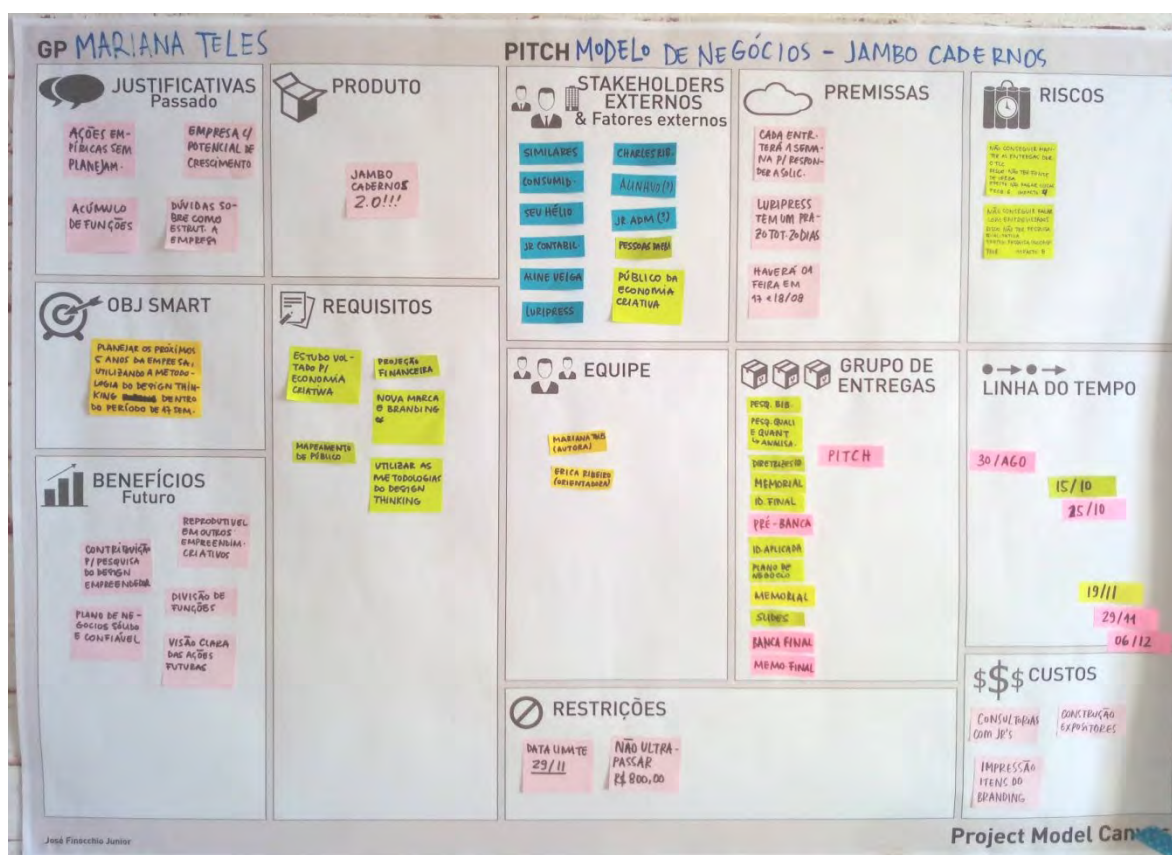 GP MARIANA TELES
PITCH MODELO DE NEGÓCIOS - JAMBO CADERNOS
JUSTIFICATIVAS
Passado
AÇÕES EM-
PÍRICAS SEM
PLANEJAM.
EMPRESA C/
POTENCIAL DE
CRESCIMENTO
ACÚMULO
DE FUNÇÕES
DÚVIDAS SO-
BRE COMO
ESTRUT. A
EMPRESA
PRODUTO
JAMBO
CADERNOS
2.0!!!
STAKEHOLDERS
EXTERNOS
& Fatores externos
SIMILARES
CONSUMID.
SEU HÉLIO
JR CONTABIL.
ALINE VEIGA
LURIPRESS
CHARLES RIB.
JR ADM (?)
PÚBLICO DA
ECONOMIA
CRIATIVA
PREMISSAS
CADA ENTR.
TERÁ A SEMA-
NA P/ RESPON-
DER A SOLIC.
LURIPRESS
TEM UM PRA-
ZO TOT. 20 DIAS
HAVERÁ 01
FEIRA EM
17 e 18/08
RISCOS
OBJ SMART
PLANEJAR OS PRÓXIMOS
5 ANOS DA EMPRESA,
UTILIZANDO A METODO-
LOGIA DO DESIGN THIN-
KING DENTRO
DO PERÍODO DE 17 SEM.
REQUISITOS
ESTUDO VOL-
TADO P/
ECONOMIA
CRIATIVA
PROJEÇÃO
FINANCEIRA
NOVA MARCA
e BRANDING
MAPEAMENTO
DE PÚBLICO
UTILIZAR AS
METODOLOGIAS
DO DESIGN
THINKING
EQUIPE
MARIANA TELES
(AUTORA)
ERICA RIBEIRO
(ORIENTADORA)
GRUPO DE
ENTREGAS
PESQ. BIB.
PESQ. QUALI
E QUANT
↳ ANÁLISA.
MEMORIAL
ID. FINAL
PRÉ-BANCA
ID. APLICADA
PLANO DE
NEGÓCIO
MEMORIAL
SLIDES
BANCA FINAL
MEMO FINAL
PITCH
LINHA DO TEMPO
30/AGO
15/10
25/10
19/11
29/11
06/12
BENEFÍCIOS
Futuro
CONTRIBUIÇÃO
P/ PESQUISA
DO DESIGN
EMPREENDEDOR
REPRODUTIVEL
EM OUTROS
EMPREENDIM.
CRIATIVOS
PLANO DE NE-
GOCIOS SÓLIDO
E CONFIÁVEL
DIVISÃO DE
FUNÇÕES
VISÃO CLARA
DAS AÇÕES
FUTURAS
RESTRIÇÕES
DATA LIMITE
29/11
NÃO ULTRA-
PASSAR
R$ 800,00
$$$ CUSTOS
CONSULTORIAS
com JR'S
CONSTRUÇÃO
EXPOSITORES
IMPRESSÃO
ITENS DO
BRANDING
José Finocchio Junior
Project Model Canvas